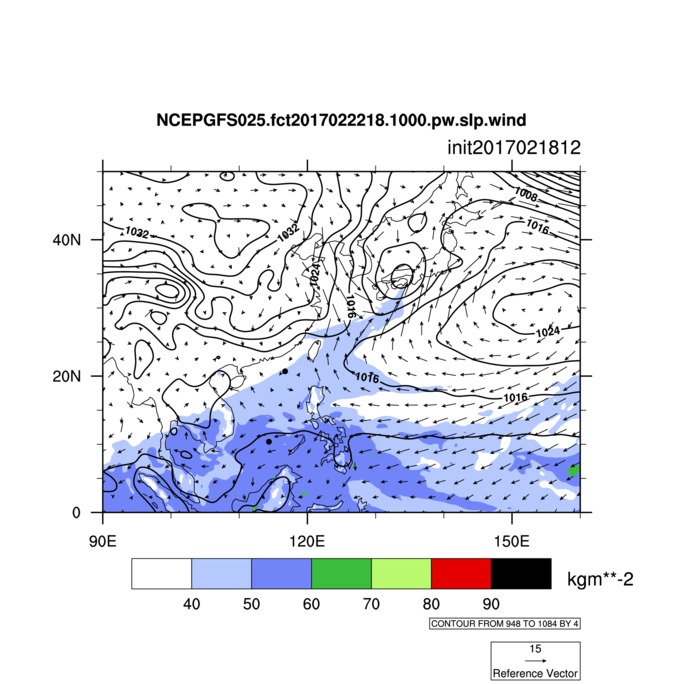 NCEPGFS025.fct2017022218.1000.pw.slp.wind
init2017021812
1008
1016
1032
1032
40N
1024
1016
1024
1016
20N
1016
0
90E 120E 150E
kgm**-2
40 50 60 70 80 90
CONTOUR FROM 948 TO 1084 BY 4
15
Reference Vector